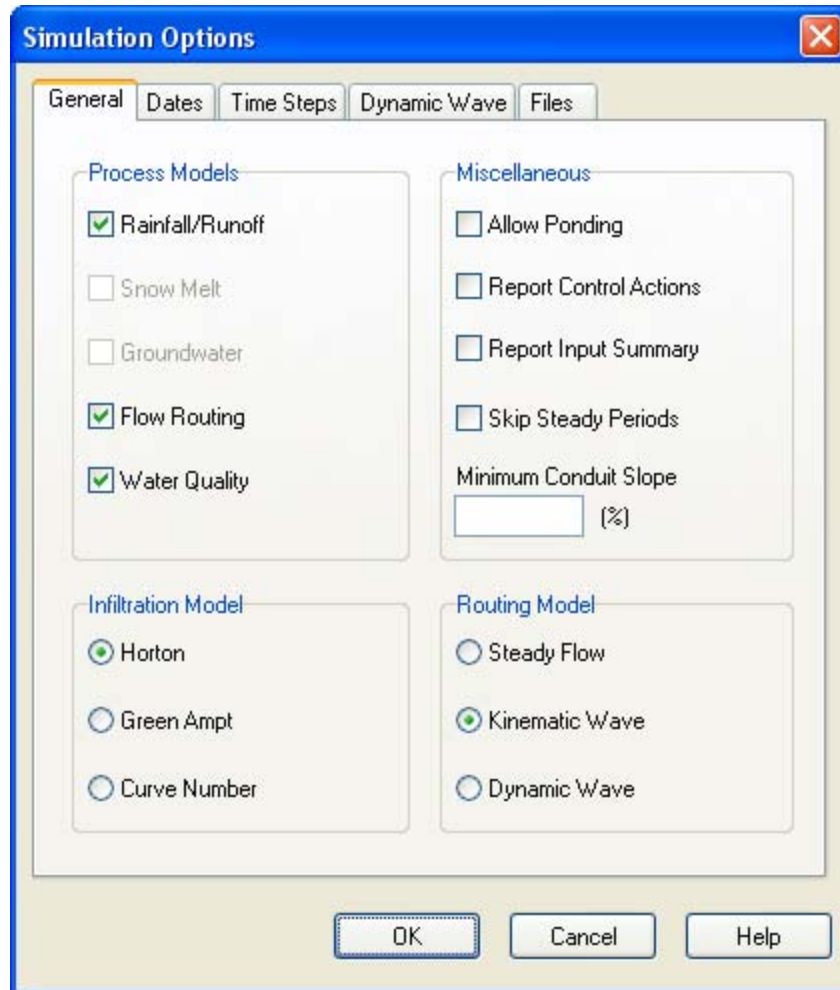 Simulation Options
General Dates Time Steps Dynamic Wave Files
Process Models
Rainfall/Runoff
Snow Melt
Groundwater
Flow Routing
Water Quality
Miscellaneous
Allow Ponding
Report Control Actions
Report Input Summary
Skip Steady Periods
Minimum Conduit Slope
(%)
Infiltration Model
Horton
Green Ampt
Curve Number
Routing Model
Steady Flow
Kinematic Wave
Dynamic Wave
OK Cancel Help